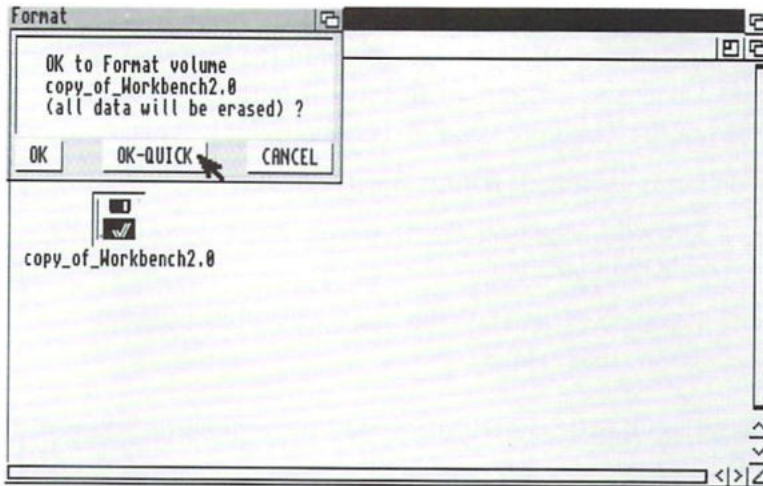 Format
OK to Format volume
copy_of_Workbench2.0
(all data will be erased) ?
OK
OK-QUICK
CANCEL
copy_of_Workbench2.0